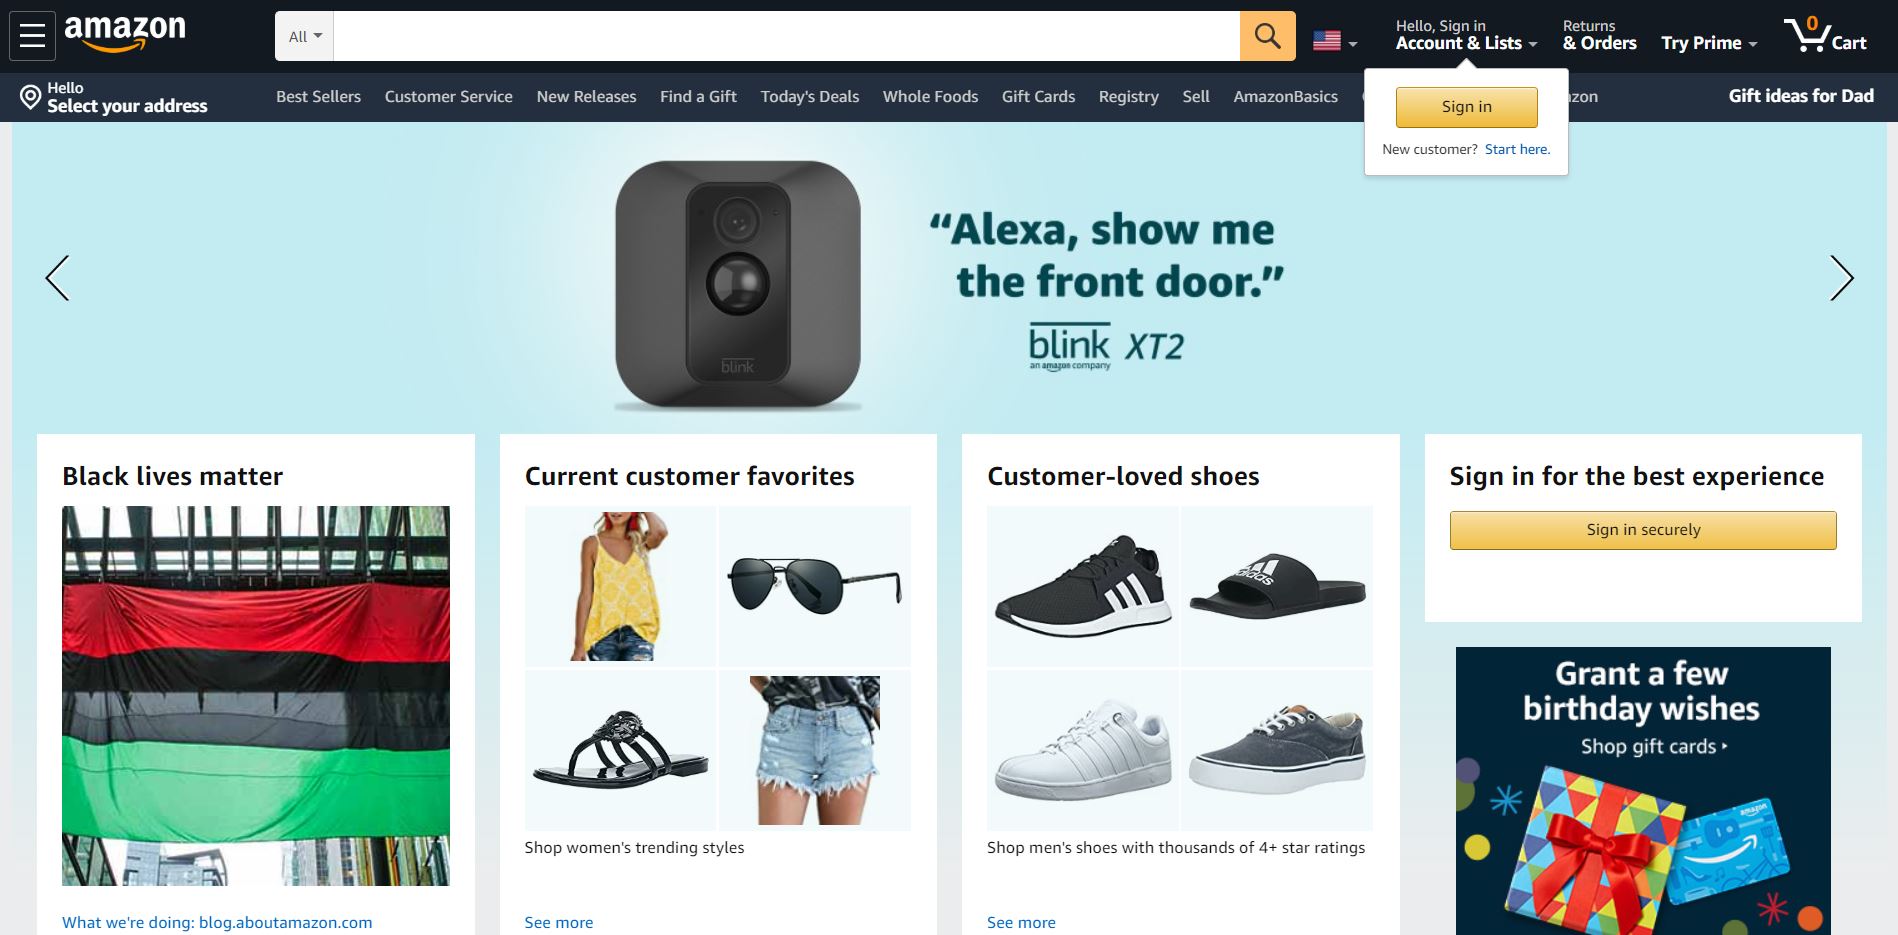 amazon
All
Hello, Sign in
Account & Lists
Returns
& Orders
Try Prime
0
Cart
Hello
Select your address
Best Sellers
Customer Service
New Releases
Find a Gift
Today's Deals
Whole Foods
Gift Cards
Registry
Sell
AmazonBasics
zon
Gift ideas for Dad
Sign in
New customer? Start here.
“Alexa, show me
the front door.”
blink XT2
an amazon company
blink
Black lives matter
What we're doing: blog.aboutamazon.com
Current customer favorites
Shop women's trending styles
See more
Customer-loved shoes
adidas
Shop men's shoes with thousands of 4+ star ratings
See more
Sign in for the best experience
Sign in securely
Grant a few
birthday wishes
Shop gift cards
amazon